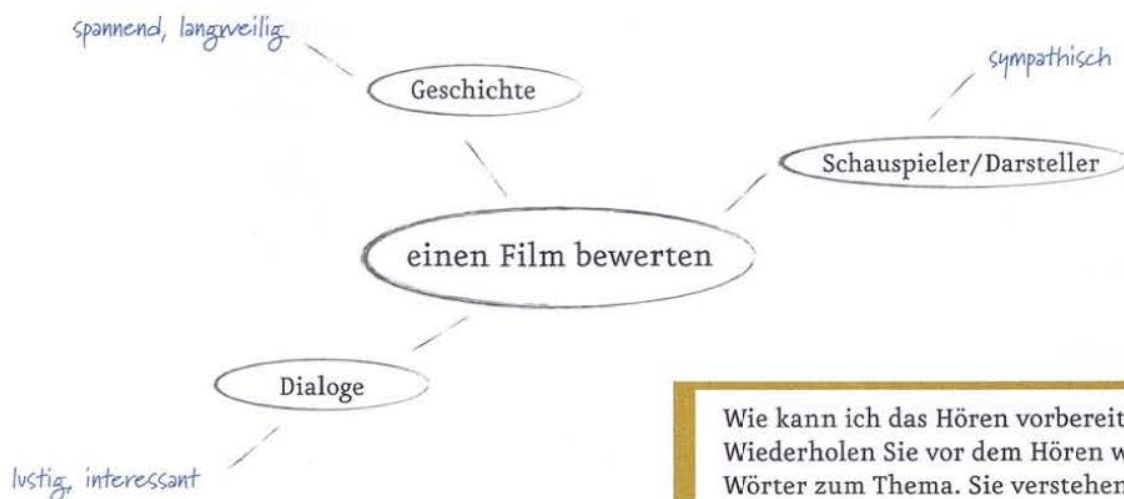 spannend, langweilig
Geschichte
sympathisch
Schauspieler/Darsteller
einen Film bewerten
Dialoge
lustig, interessant
Wie kann ich das Hören vorbereit
Wiederholen Sie vor dem Hören w
Wörter zum Thema. Sie verstehen